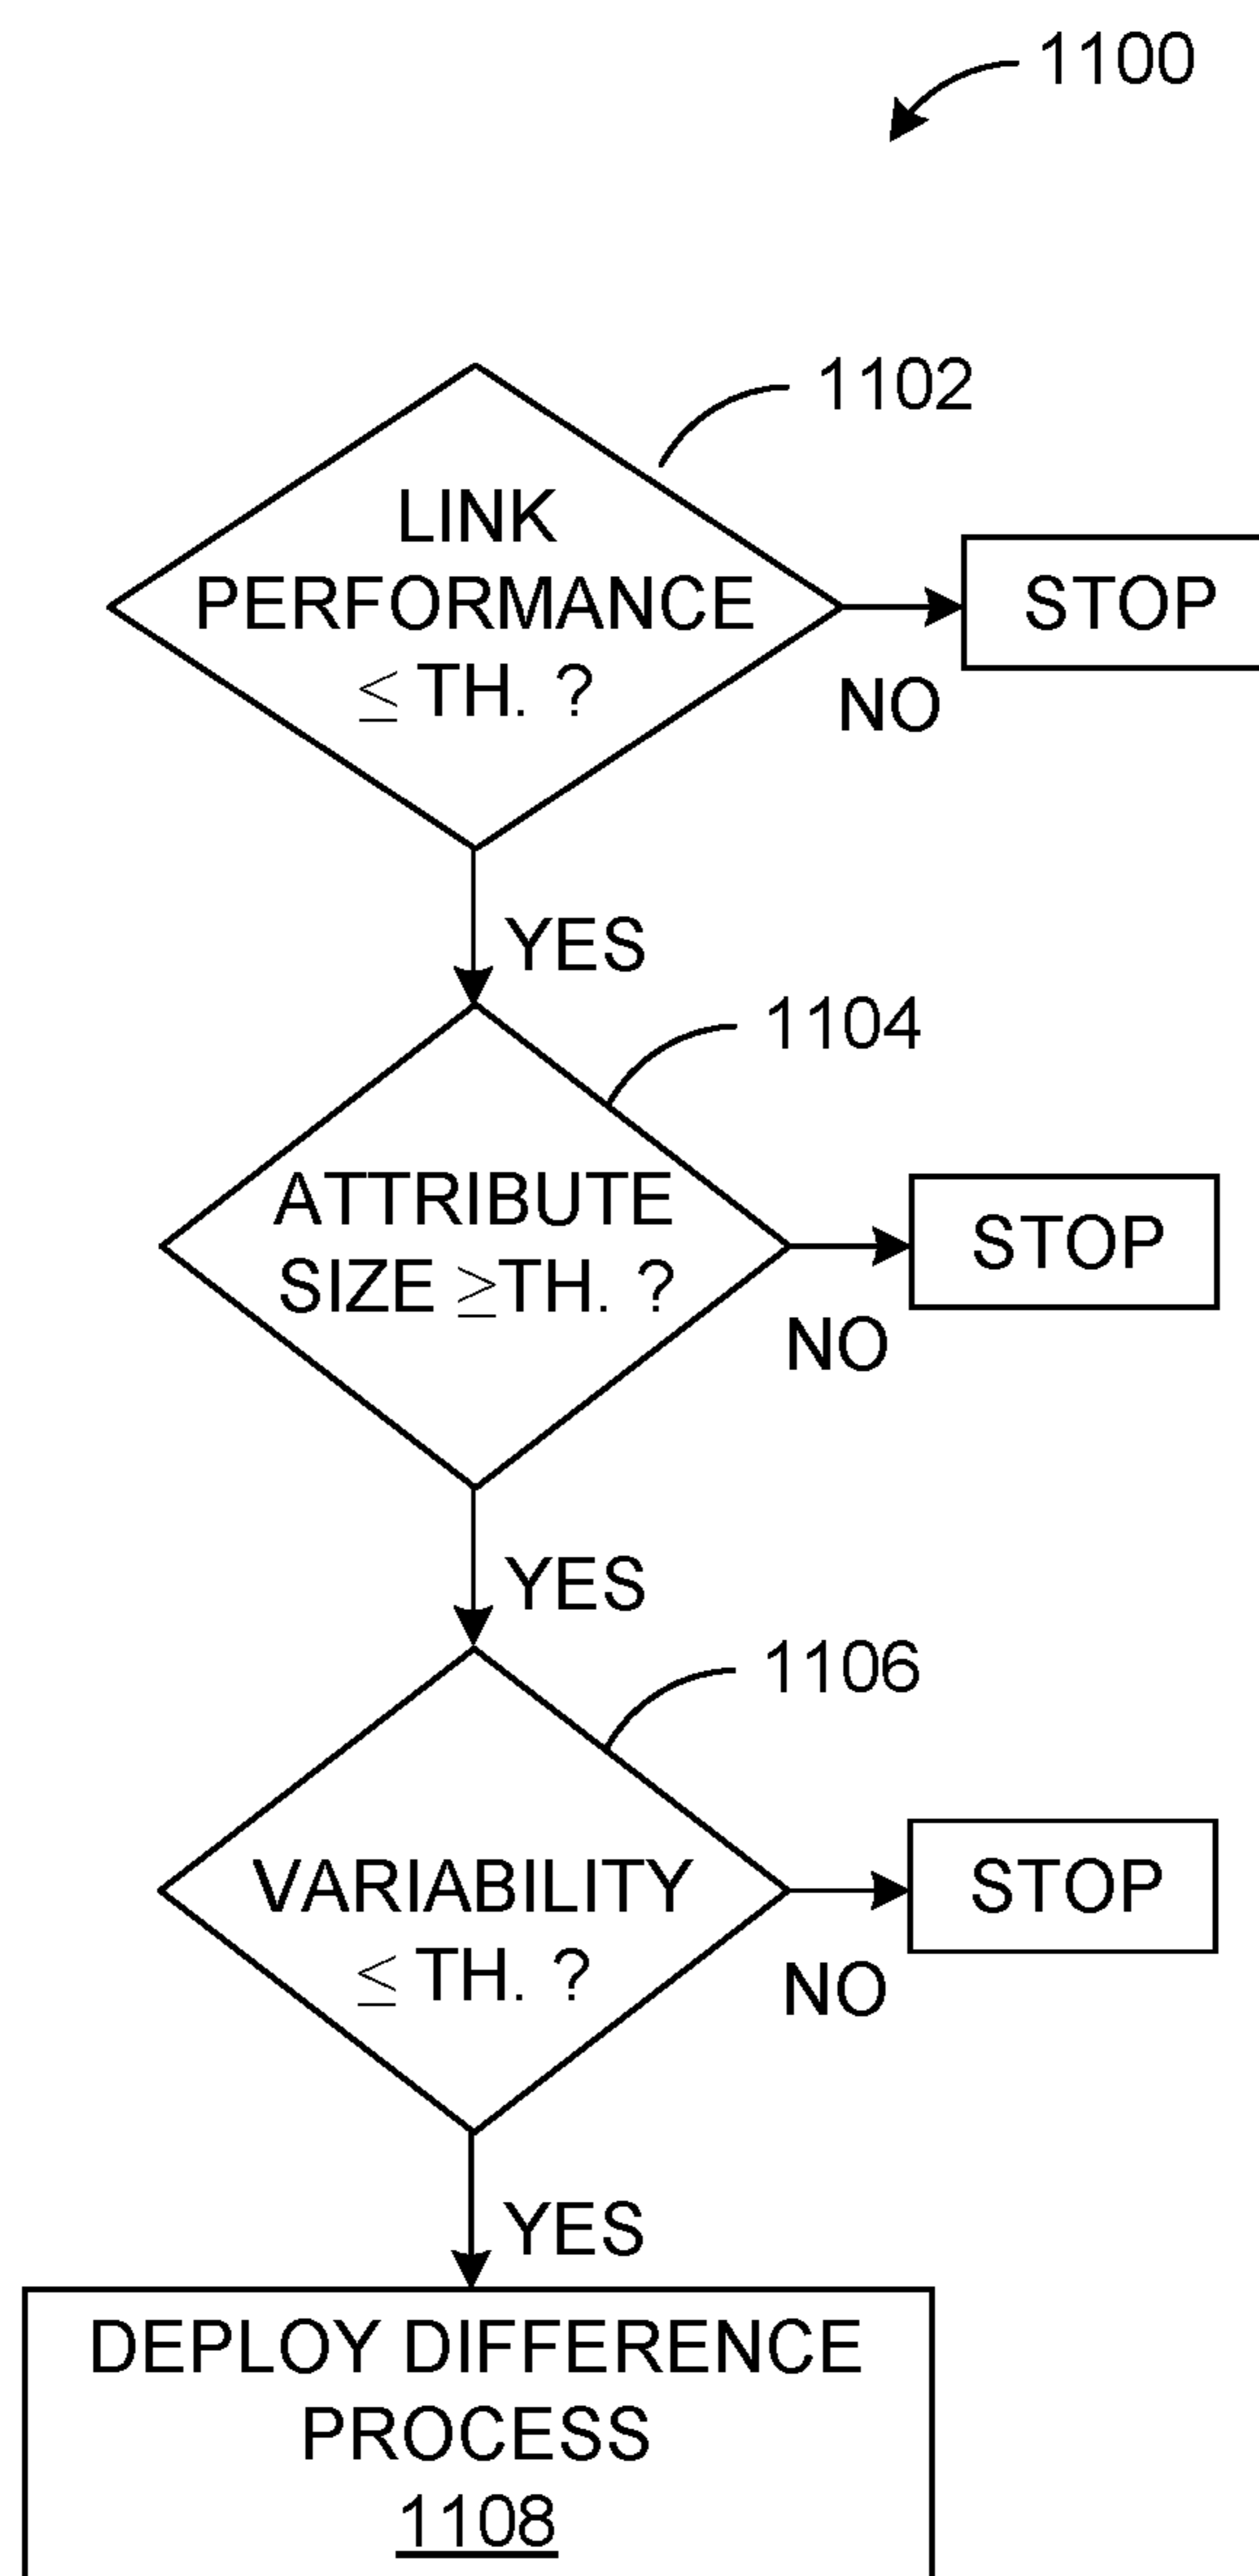 1100
1102
LINK
PERFORMANCE
≤ TH. ?
STOP
NO
YES
1104
ATTRIBUTE
SIZE ≥TH. ?
STOP
NO
YES
1106
VARIABILITY
≤ TH. ?
STOP
NO
YES
DEPLOY DIFFERENCE
PROCESS
1108